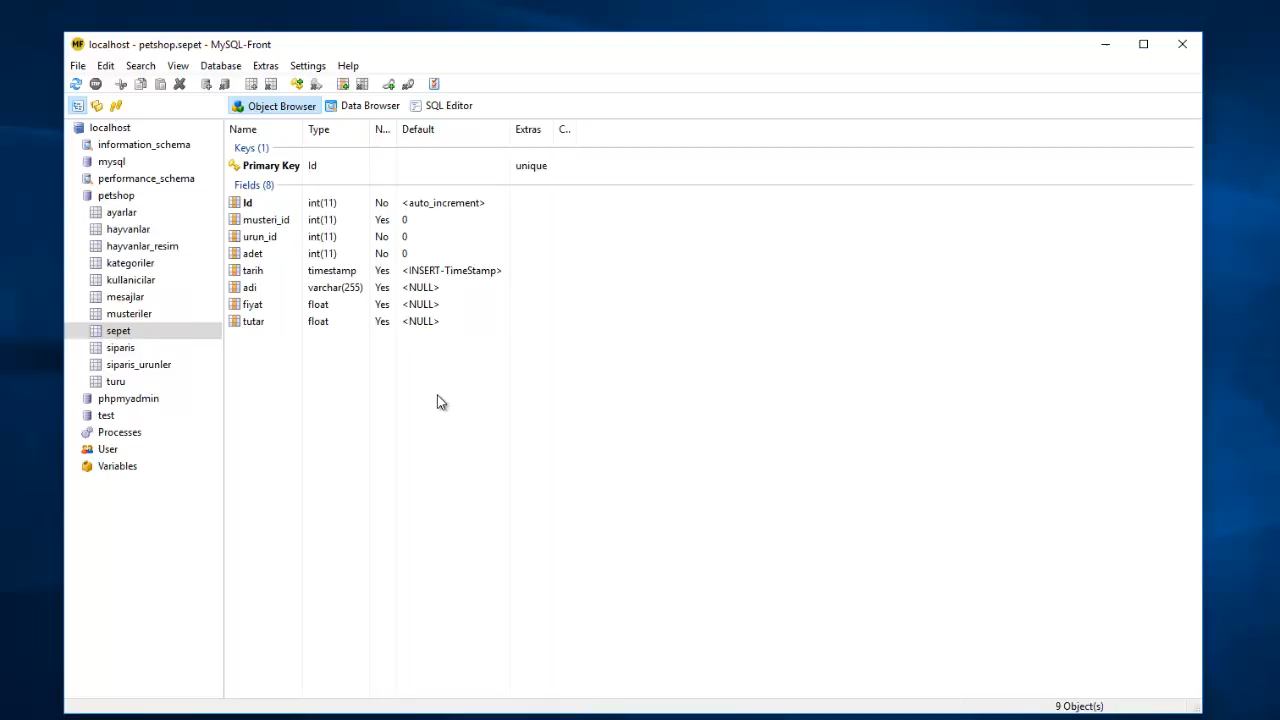 localhost - petshop.sepet - MySQL-Front
File Edit Search View Database Extras Settings Help
Object Browser Data Browser SQL Editor
localhost
information_schema
mysql
performance_schema
petshop
ayarlar
hayvanlar
hayvanlar_resim
kategoriler
kullanicilar
mesajlar
musteriler
sepet
siparis
siparis_urunler
turu
phpmyadmin
test
Processes
User
Variables
Name Type N... Default Extras C..
Keys (1)
Primary Key Id unique
Fields (8)
Id int(11) No <auto_increment>
musteri_id int(11) Yes 0
urun_id int(11) No 0
adet int(11) No 0
tarih timestamp Yes <INSERT-TimeStamp>
adi varchar(255) Yes <NULL>
fiyat float Yes <NULL>
tutar float Yes <NULL>
9 Object(s)